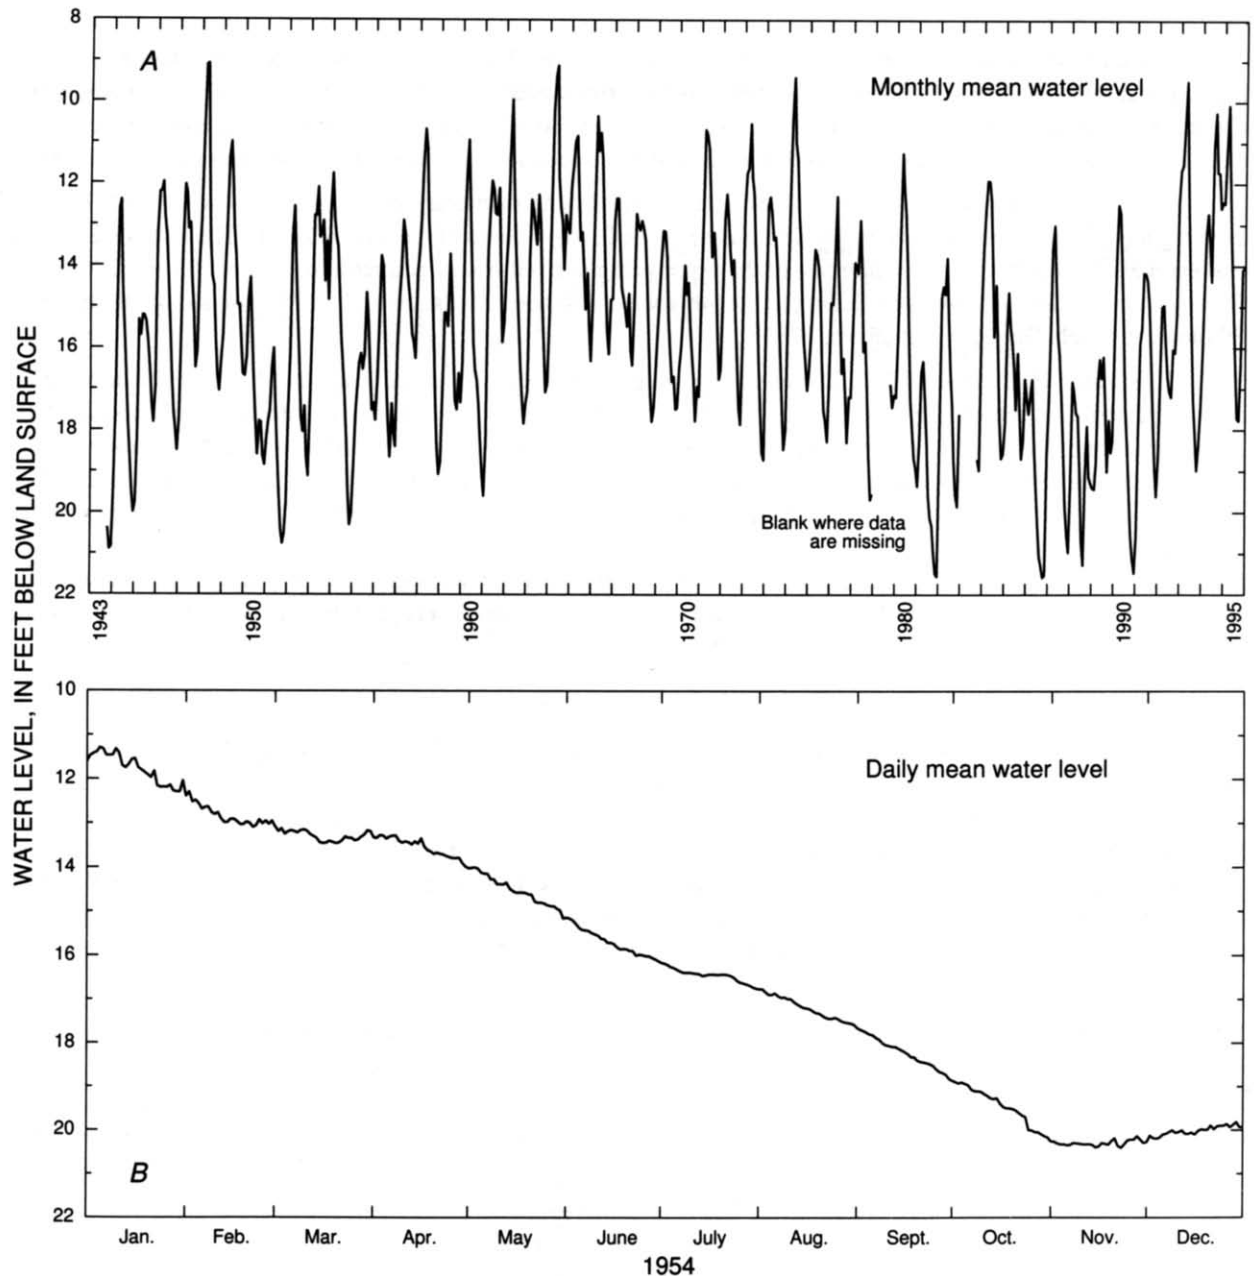 WATER LEVEL, IN FEET BELOW LAND SURFACE
8
10
12
14
16
18
20
22
A
Monthly mean water level
Blank where data
are missing
1943
1950
1960
1970
1980
1990
1995
10
12
14
16
18
20
22
Daily mean water level
B
Jan.
Feb.
Mar.
Apr.
May
June
July
Aug.
Sept.
Oct.
Nov.
Dec.
1954